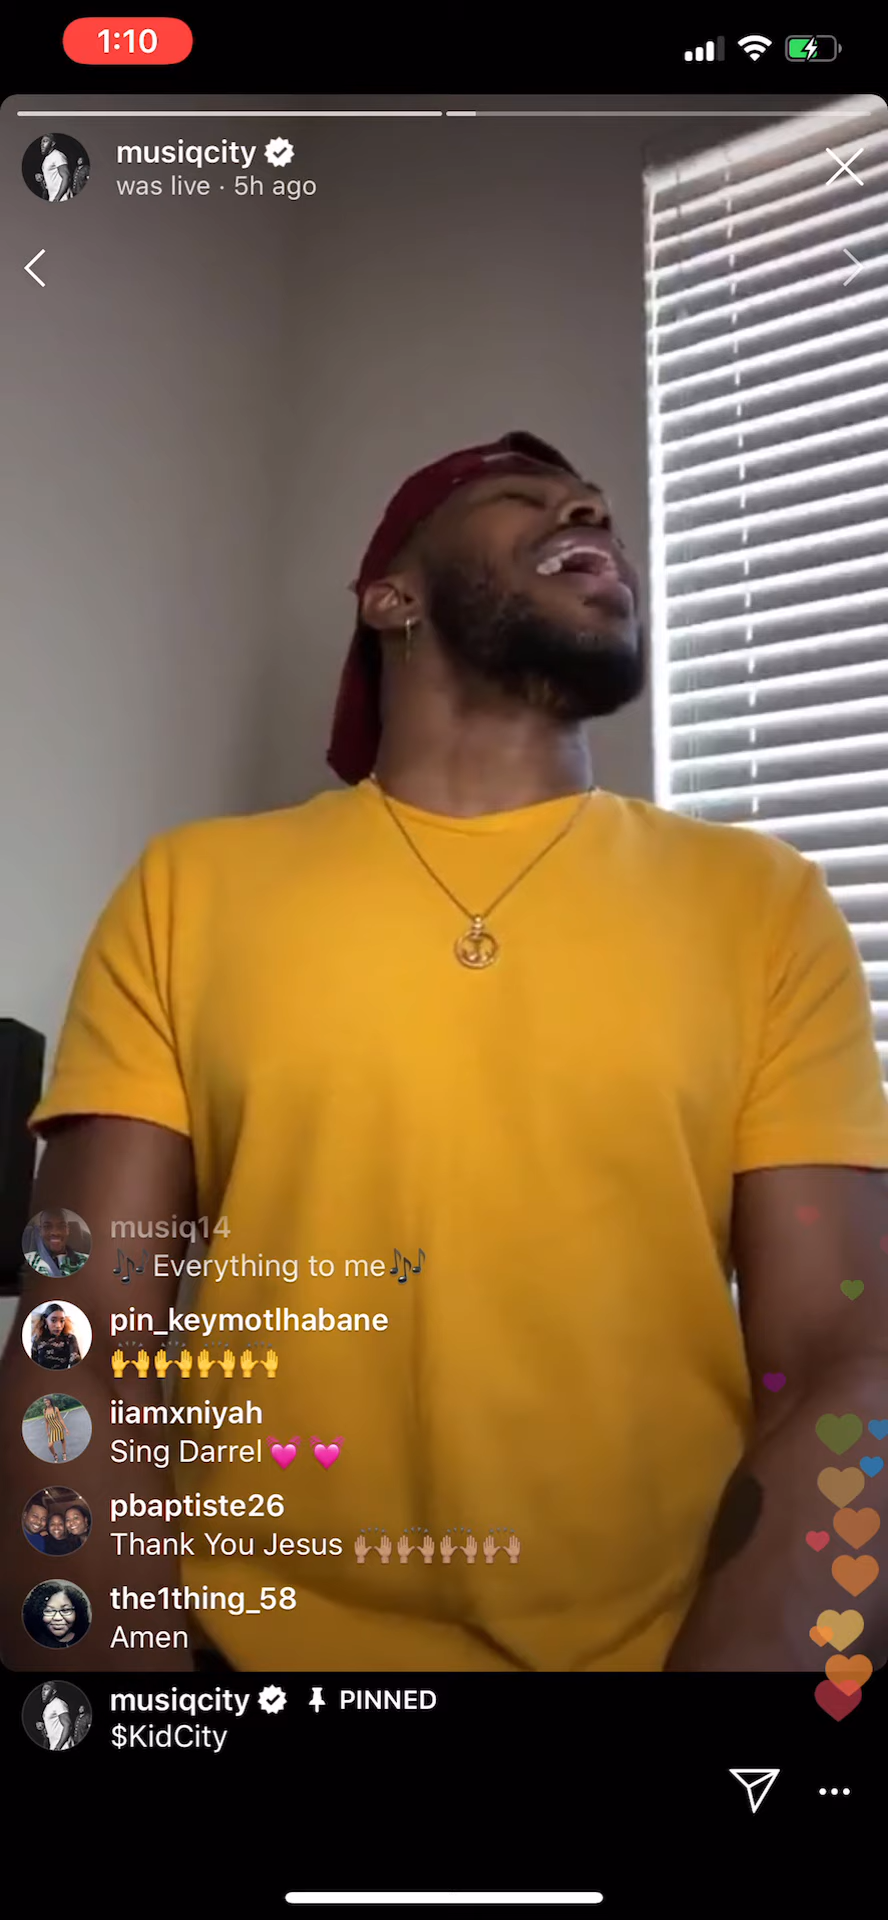 1:10
musiqcity
was live · 5h ago
musiq14
🎶Everything to me🎶
pin_keymotlhabane
🙌🙌🙌🙌
iiamxniyah
Sing Darrel💓 💓
pbaptiste26
Thank You Jesus 🙌🏽🙌🏽🙌🏽🙌🏽
the1thing_58
Amen
musiqcity PINNED
$KidCity